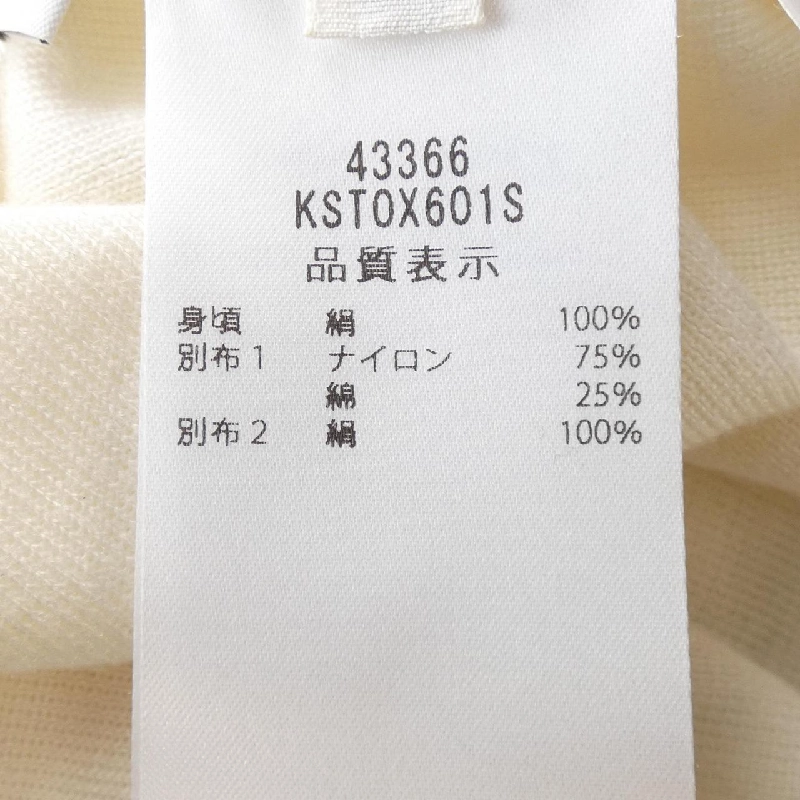 43366
KST0X601S
品質表示
身頃 絹 100%
別布1 ナイロン 75%
綿 25%
別布2 絹 100%